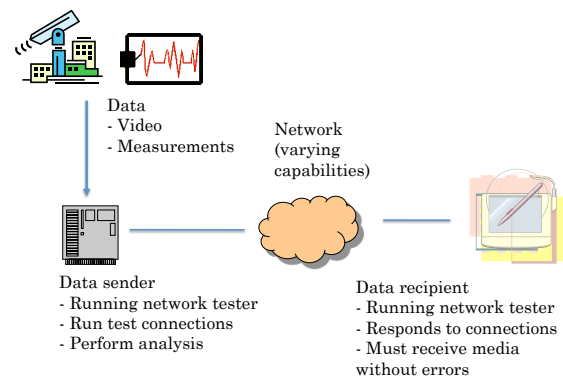 Data
- Video
- Measurements
Network
(varying
capabilities)
Data sender
- Running network tester
- Run test connections
- Perform analysis
Data recipient
- Running network tester
- Responds to connections
- Must receive media
without errors